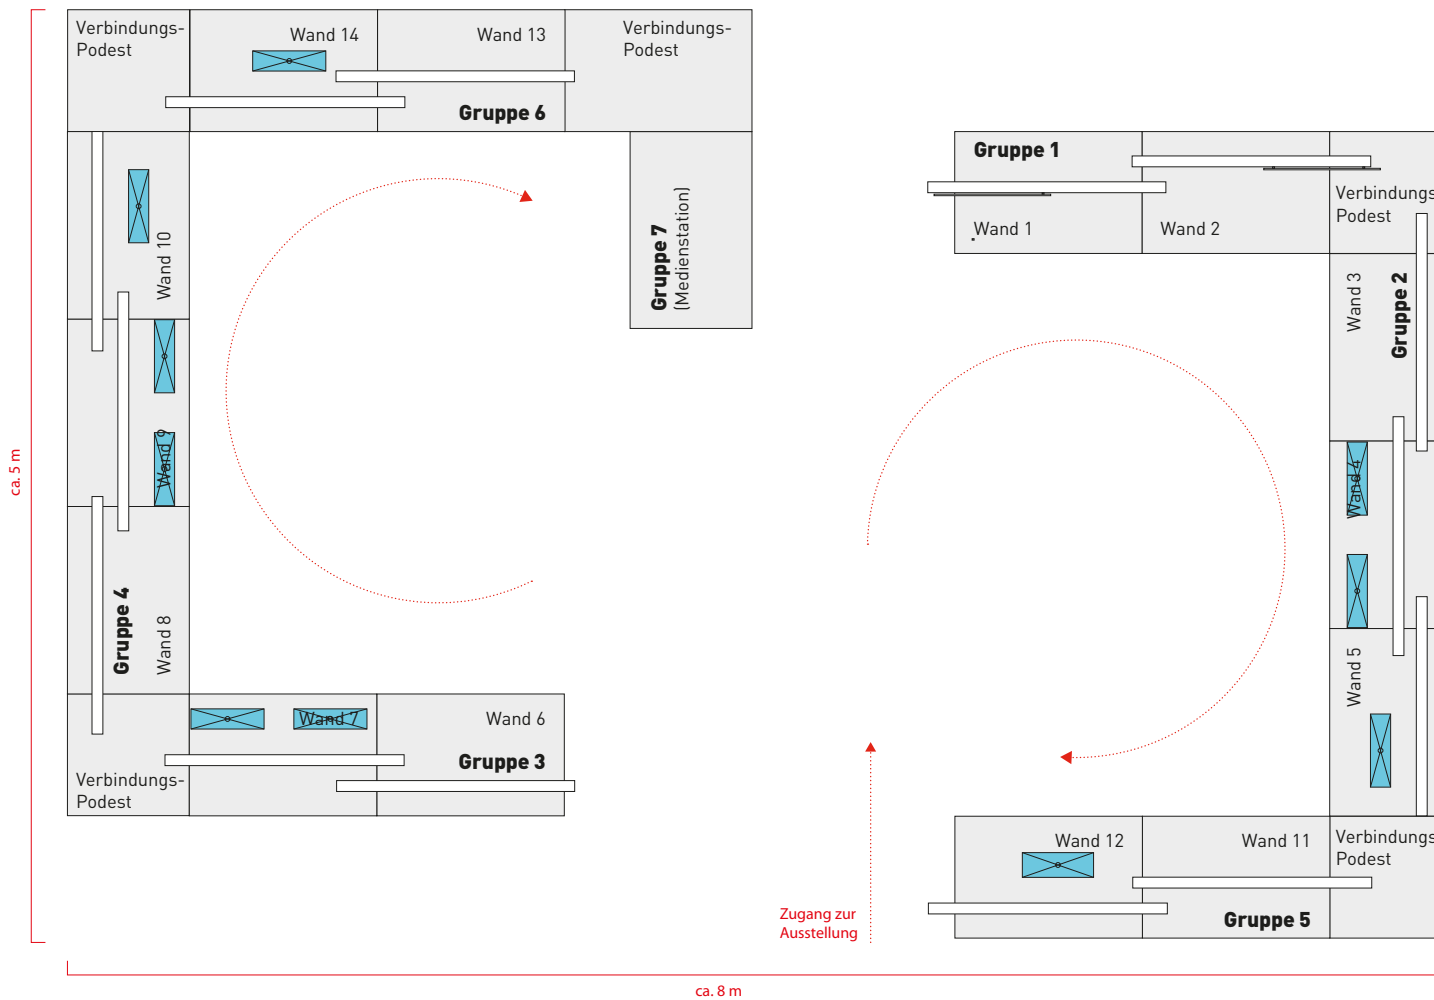 Verbindungs-
Podest
Wand 14
Wand 13
Verbindungs-
Podest
Gruppe 6
Gruppe 1
Wand 1
Wand 2
Verbindungs
Podest
Gruppe 7
(Medienstation)
Wand 10
Wand 3
Gruppe 2
Wand 9
Wand 4
ca. 5 m
Gruppe 4
Wand 8
Wand 5
Wand 7
Wand 6
Gruppe 3
Verbindungs-
Podest
Wand 12
Wand 11
Verbindungs
Podest
Gruppe 5
Zugang zur
Ausstellung
ca. 8 m